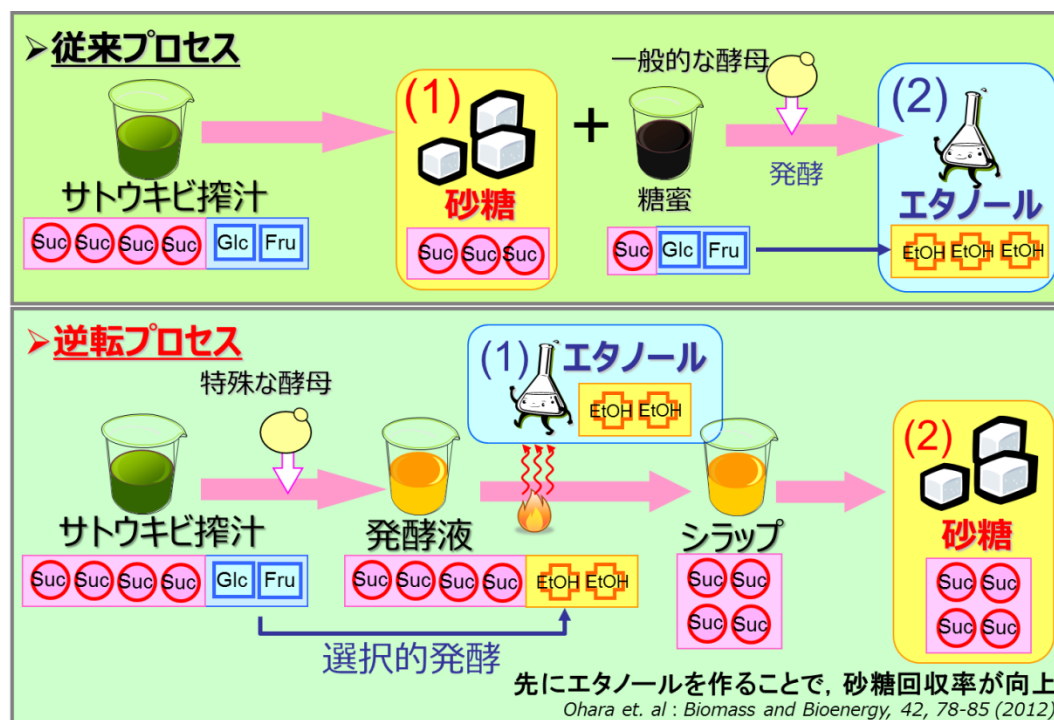 ➢従来プロセス
サトウキビ搾汁
Suc Suc Suc Suc Glc Fru
(1)
砂糖
Suc Suc Suc
+
糖蜜
Suc Glc Fru
一般的な酵母
発酵
(2)
エタノール
EtOH EtOH EtOH
➢逆転プロセス
特殊な酵母
サトウキビ搾汁
Suc Suc Suc Suc Glc Fru
選択的発酵
発酵液
Suc Suc Suc Suc EtOH EtOH
(1) エタノール
EtOH EtOH
シラップ
Suc Suc
Suc Suc
(2)
砂糖
Suc Suc
Suc Suc
先にエタノールを作ることで, 砂糖回収率が向上
Ohara et. al : Biomass and Bioenergy, 42, 78-85 (2012)